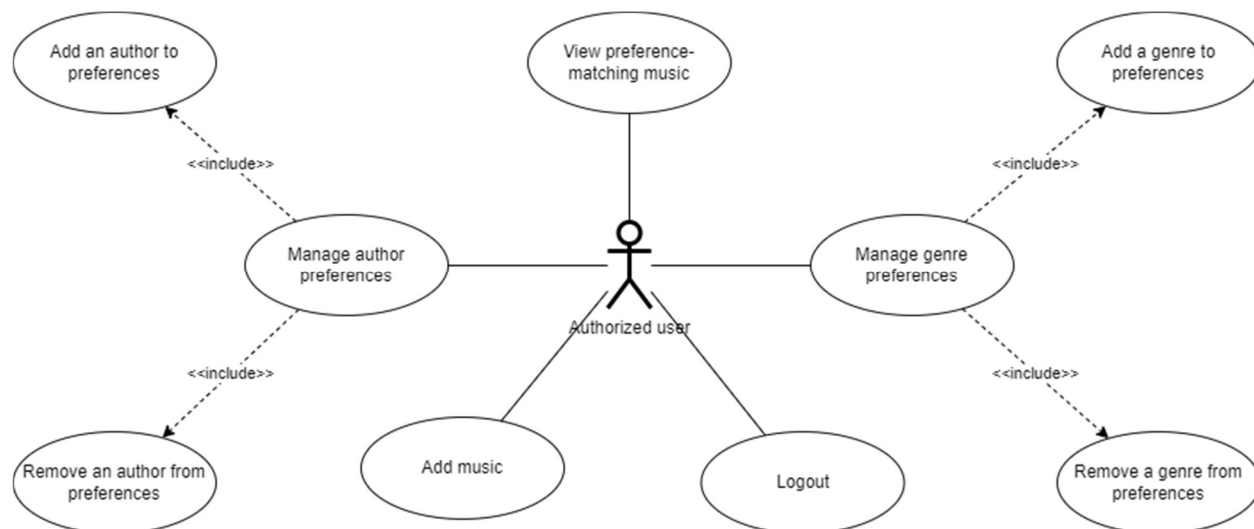 Add an author to
preferences
View preference-
matching music
Add a genre to
preferences
<<include>>
<<include>>
Manage author
preferences
Manage genre
preferences
Authorized user
<<include>>
<<include>>
Remove an author from
preferences
Add music
Logout
Remove a genre from
preferences